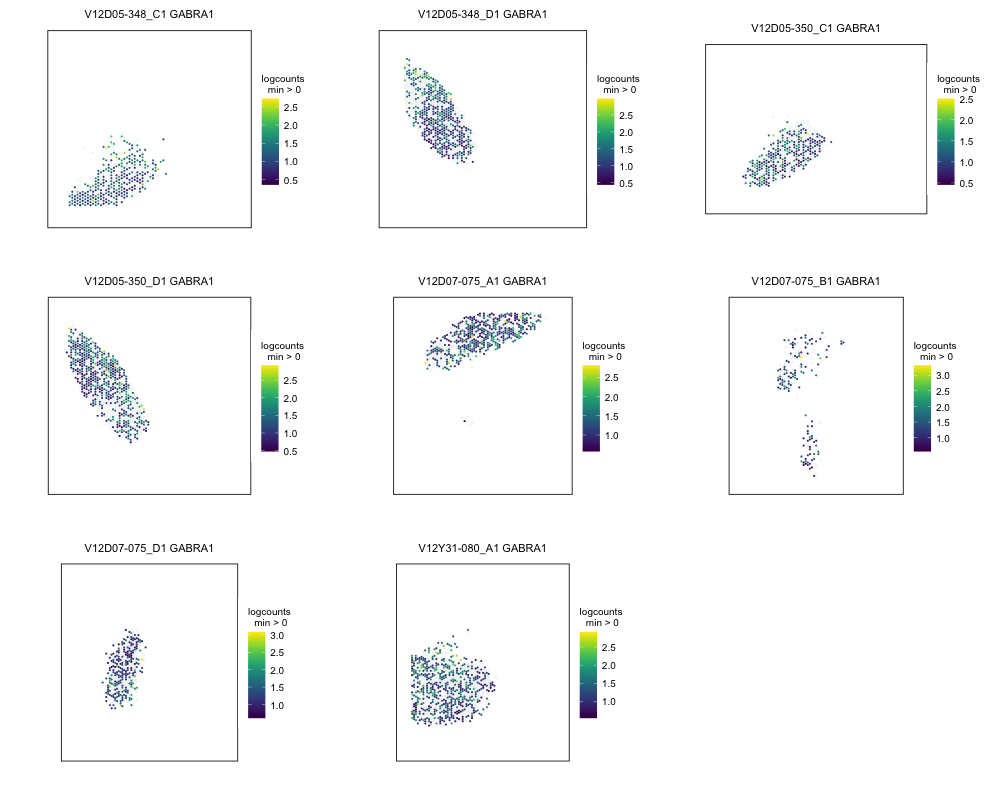 V12D05-348_C1 GABRA1
logcounts
min > 0
2.5
2.0
1.5
1.0
0.5
V12D05-348_D1 GABRA1
logcounts
min > 0
2.5
2.0
1.5
1.0
0.5
V12D05-350_C1 GABRA1
logcounts
min > 0
2.5
2.0
1.5
1.0
0.5
V12D05-350_D1 GABRA1
logcounts
min > 0
2.5
2.0
1.5
1.0
0.5
V12D07-075_A1 GABRA1
logcounts
min > 0
2.5
2.0
1.5
1.0
V12D07-075_B1 GABRA1
logcounts
min > 0
3.0
2.5
2.0
1.5
1.0
V12D07-075_D1 GABRA1
logcounts
min > 0
3.0
2.5
2.0
1.5
1.0
V12Y31-080_A1 GABRA1
logcounts
min > 0
2.5
2.0
1.5
1.0